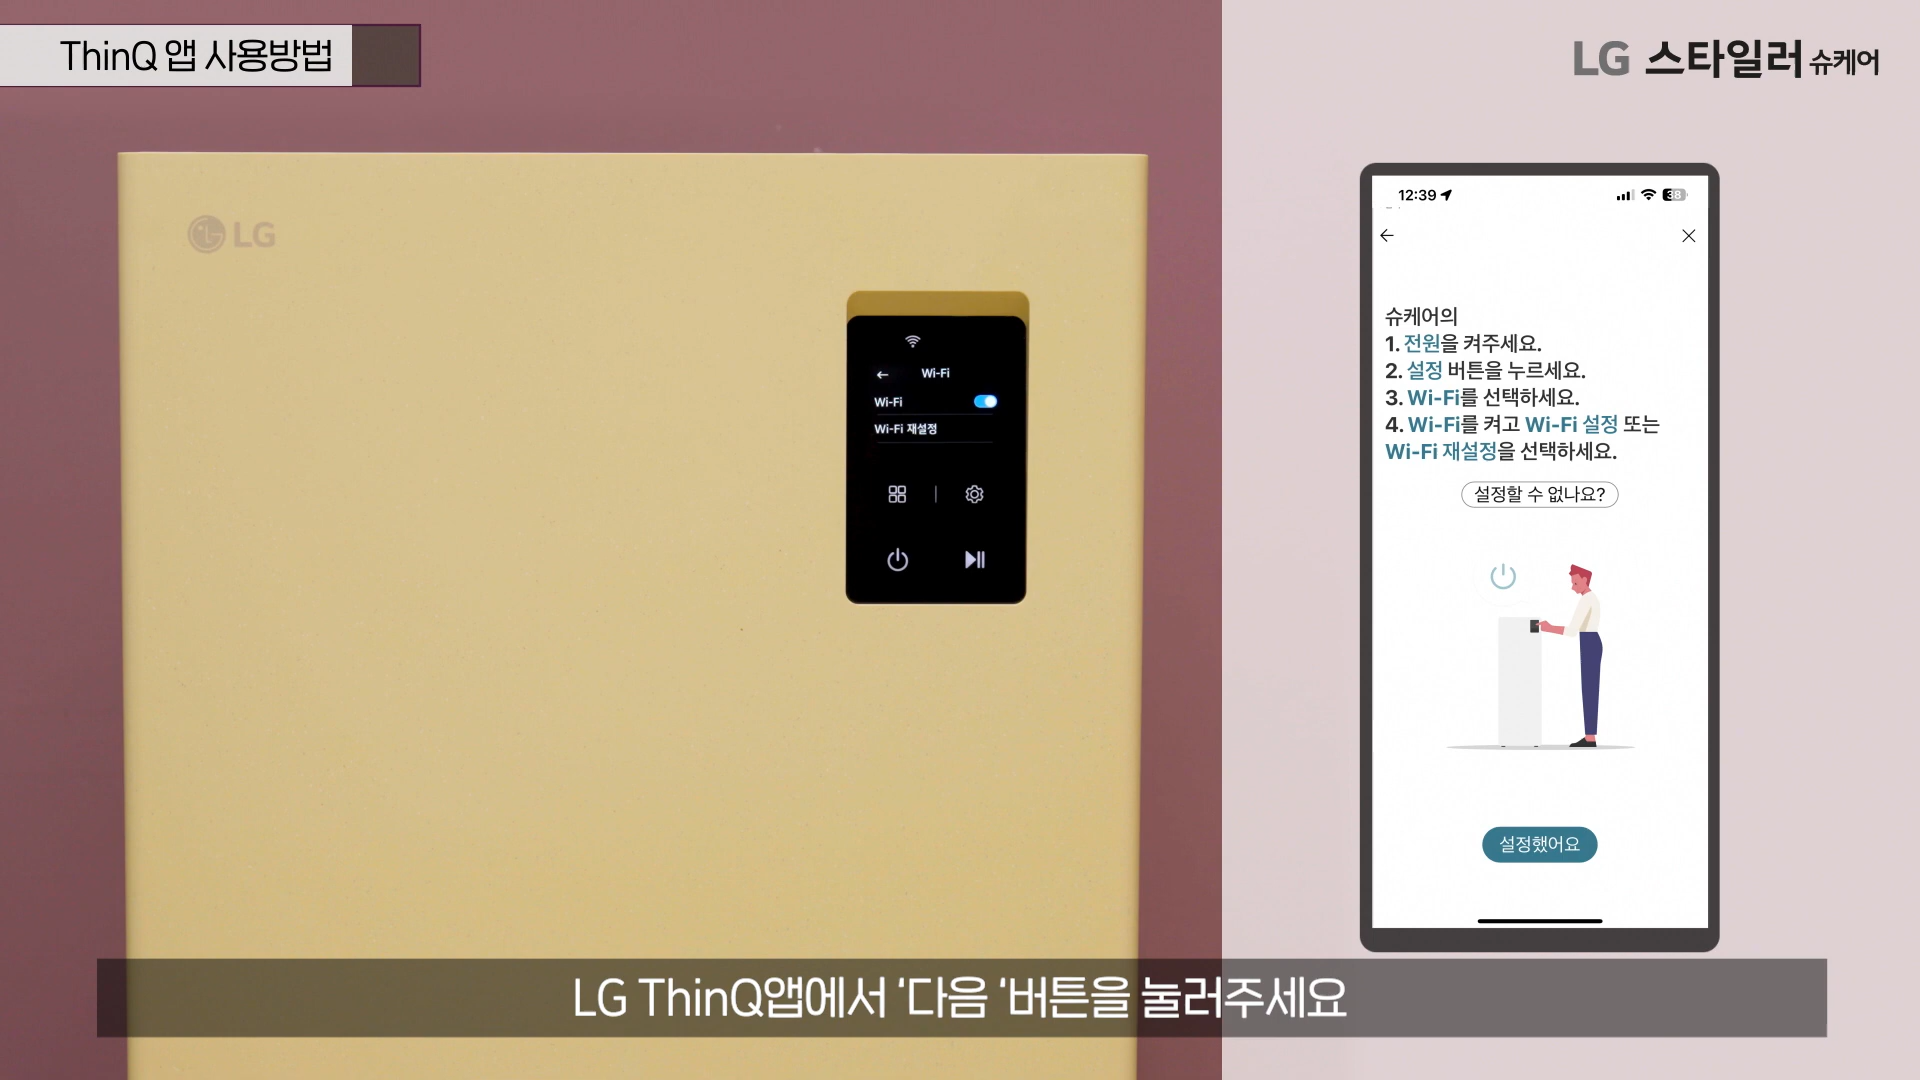 ThinQ 앱 사용방법
LG 스타일러 슈케어
LG
Wi-Fi
Wi-Fi
Wi-Fi 재설정
12:39
38
슈케어의
1. 전원을 켜주세요.
2. 설정 버튼을 누르세요.
3. Wi-Fi를 선택하세요.
4. Wi-Fi를 켜고 Wi-Fi 설정 또는
Wi-Fi 재설정을 선택하세요.
설정할 수 없나요?
설정했어요
LG ThinQ앱에서 ‘다음 ‘버튼을 눌러주세요